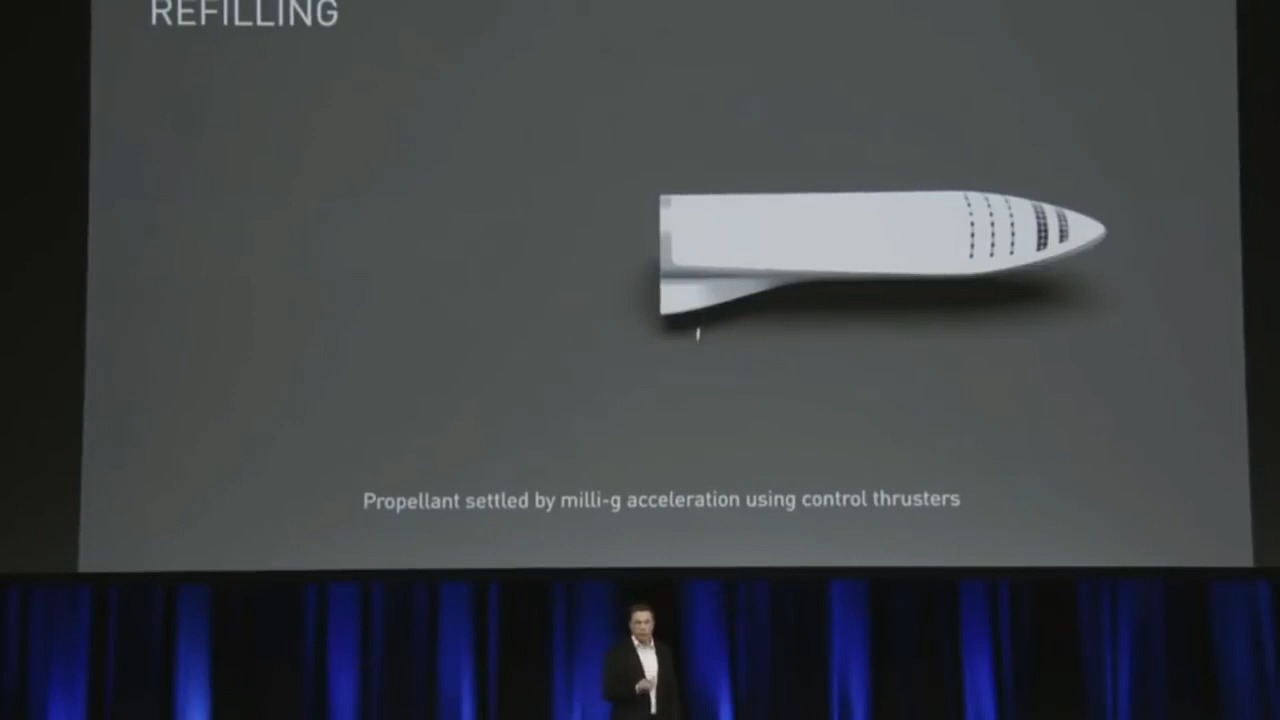 REFILLING
Propellant settled by milli-g acceleration using control thrusters